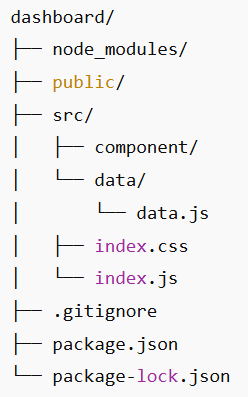 dashboard/
├── node_modules/
├── public/
├── src/
│   ├── component/
│   └── data/
│       └── data.js
│   ├── index.css
│   └── index.js
├── .gitignore
├── package.json
└── package-lock.json